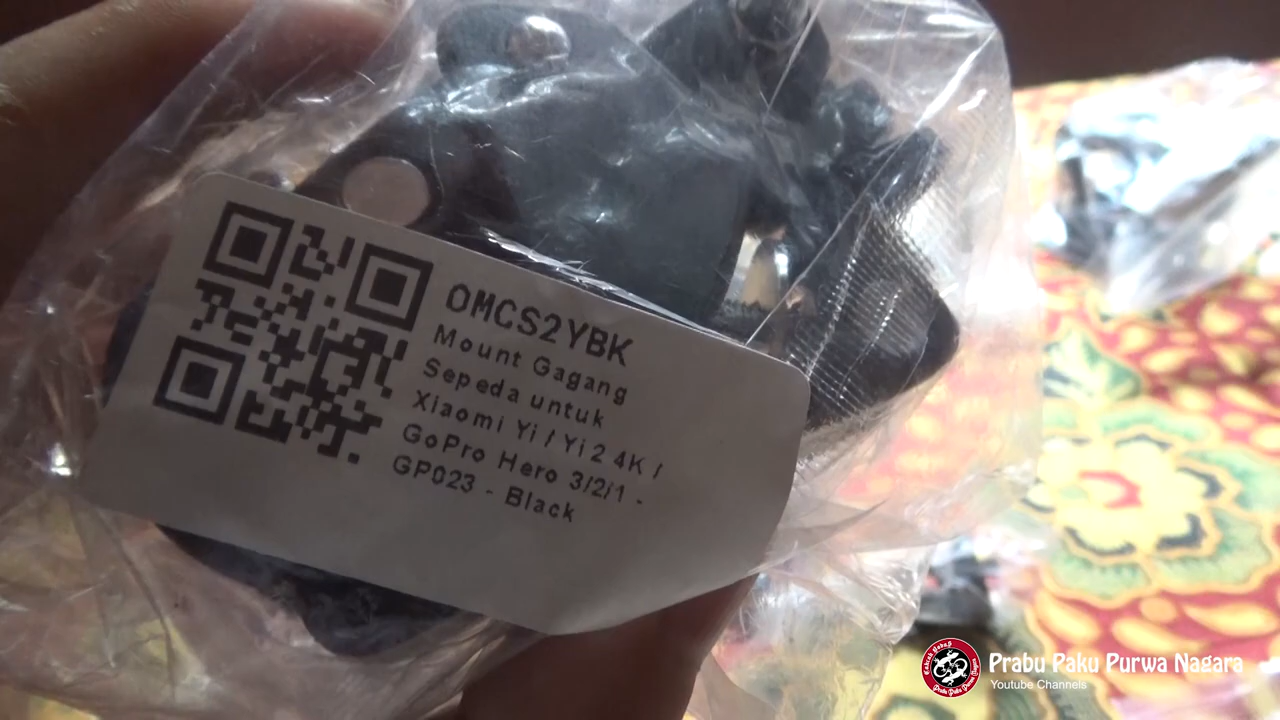 OMCS2YBK
Mount Gagang
Sepeda untuk
Xiaomi Yi / Yi 2 4K /
GoPro Hero 3/2/1 -
GP023 - Black
Prabu Paku Purwa Nagara
Youtube Channels